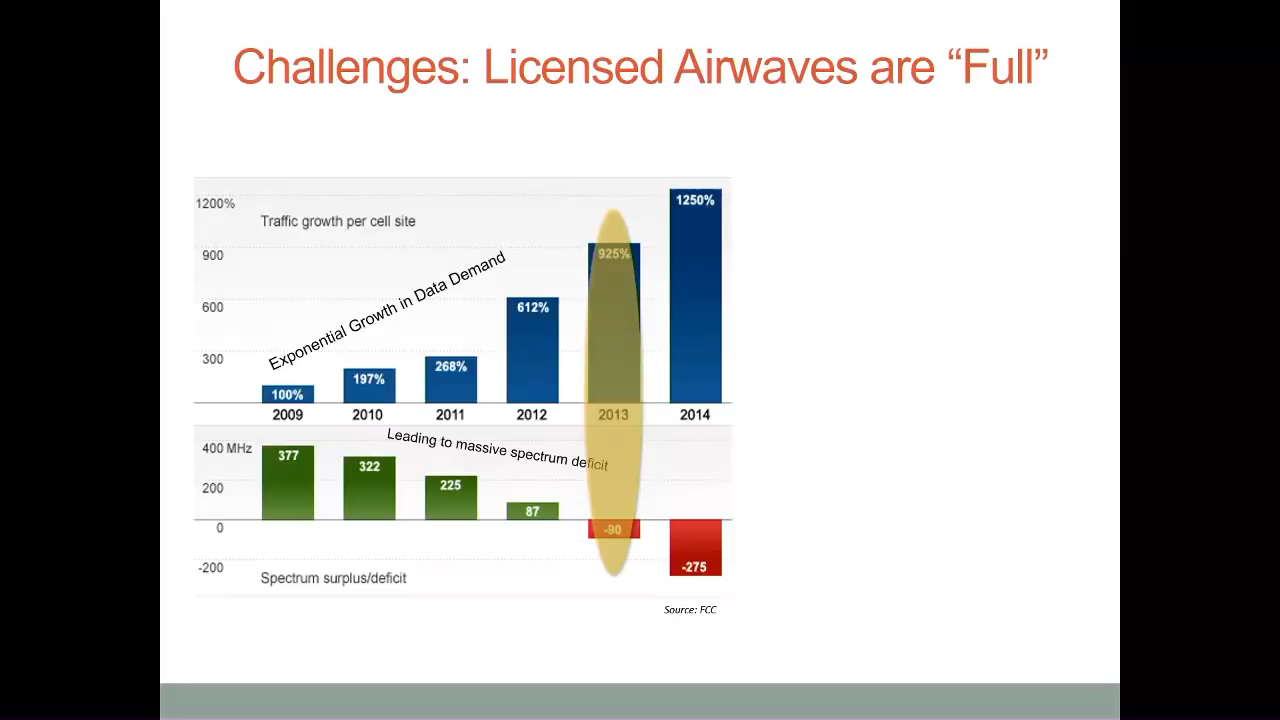 Challenges: Licensed Airwaves are “Full”
1200%
Traffic growth per cell site
1250%
900
925%
Exponential Growth in Data Demand
600
612%
300
268%
197%
100%
2009 2010 2011 2012 2013 2014
Leading to massive spectrum deficit
400 MHz
377
322
225
87
200
0
-90
-200
-275
Spectrum surplus/deficit
Source: FCC